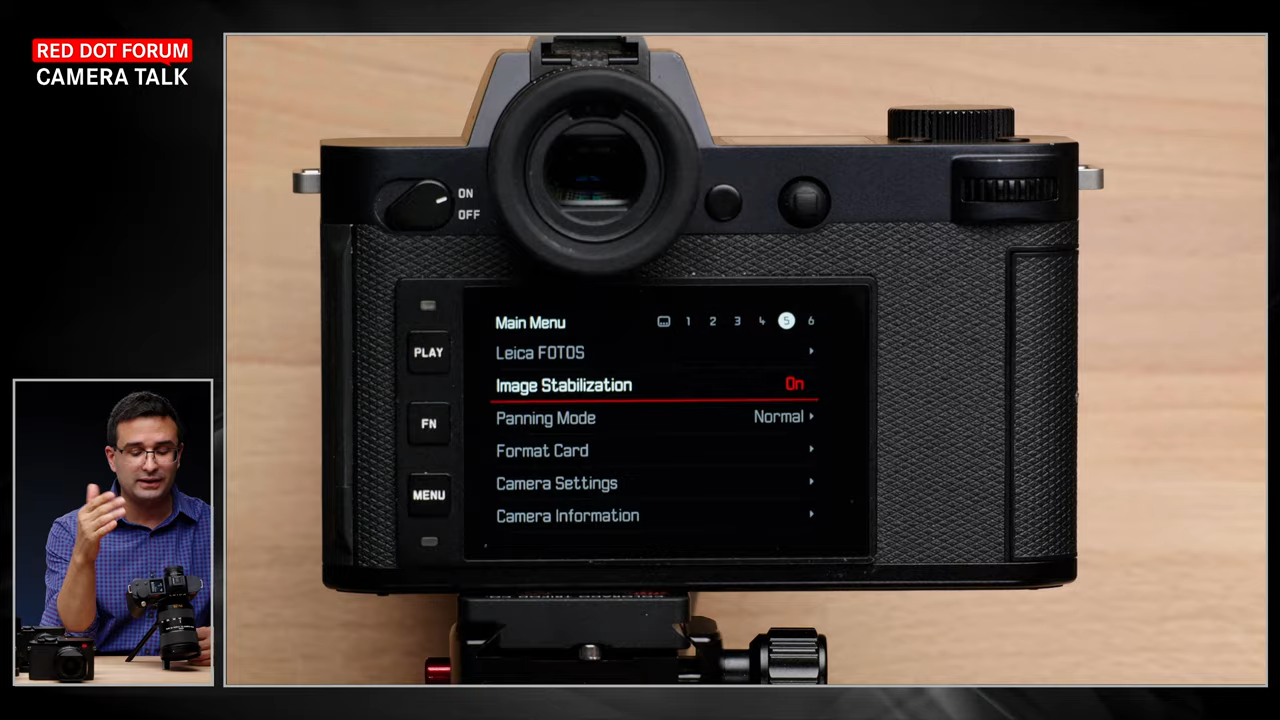 RED DOT FORUM
CAMERA TALK
ON
OFF
PLAY
FN
MENU
Main Menu 1 2 3 4 5 6
Leica FOTOS
Image Stabilization On
Panning Mode Normal
Format Card
Camera Settings
Camera Information